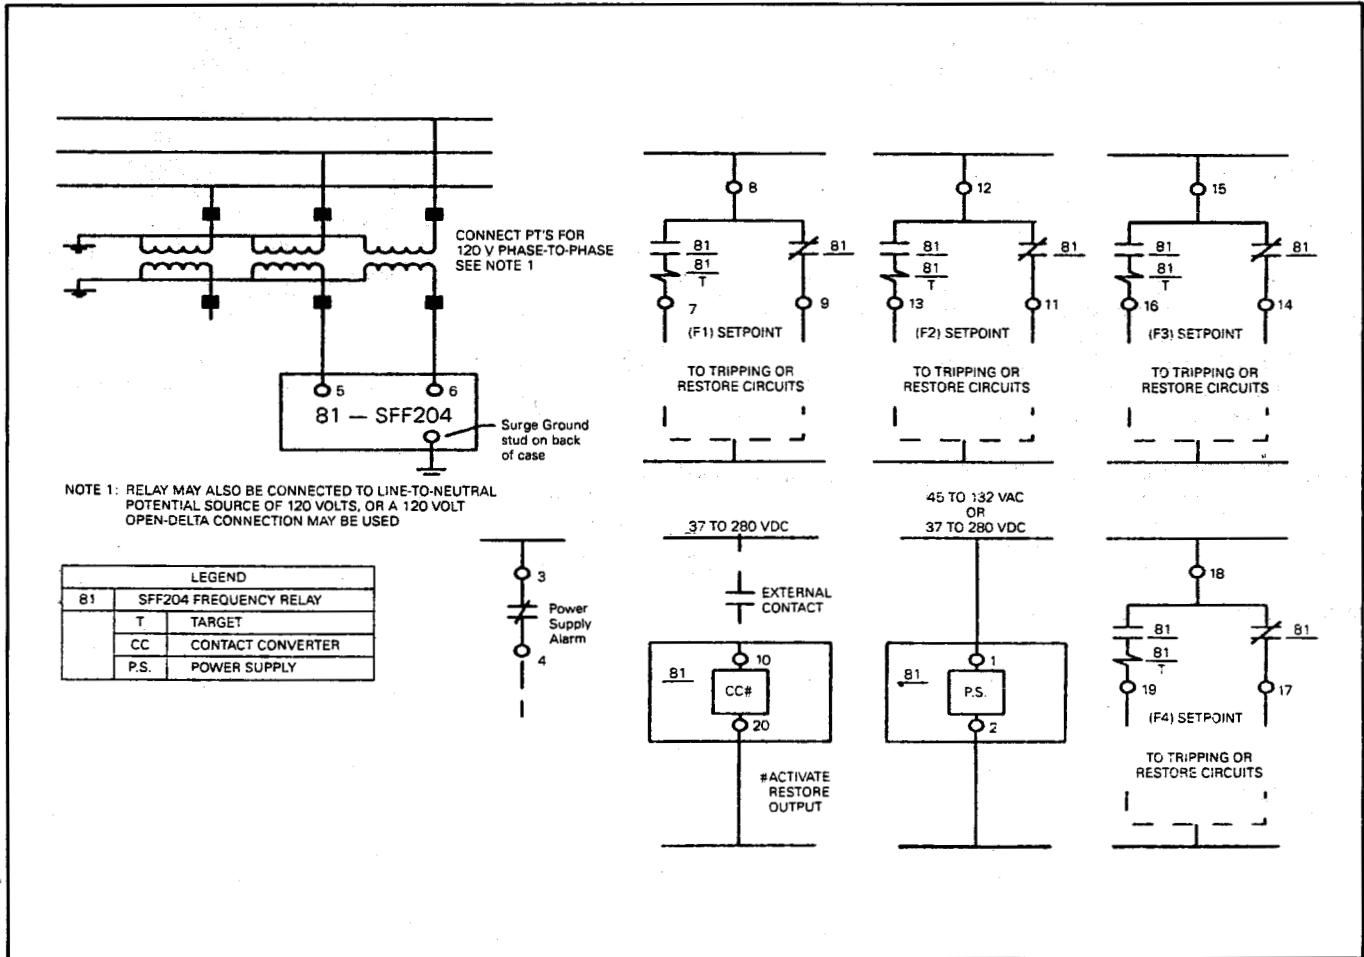 CONNECT PT'S FOR
120 V PHASE-TO-PHASE
SEE NOTE 1
5
6
81 — SFF204
Surge Ground
stud on back
of case
NOTE 1: RELAY MAY ALSO BE CONNECTED TO LINE-TO-NEUTRAL
POTENTIAL SOURCE OF 120 VOLTS, OR A 120 VOLT
OPEN-DELTA CONNECTION MAY BE USED
LEGEND
81 SFF204 FREQUENCY RELAY
T TARGET
CC CONTACT CONVERTER
P.S. POWER SUPPLY
3
Power
Supply
Alarm
4
8
81
81
81
T
7
9
(F1) SETPOINT
TO TRIPPING OR
RESTORE CIRCUITS
12
81
81
81
T
13
11
(F2) SETPOINT
TO TRIPPING OR
RESTORE CIRCUITS
15
81
81
81
T
16
14
(F3) SETPOINT
TO TRIPPING OR
RESTORE CIRCUITS
37 TO 280 VDC
EXTERNAL
CONTACT
10
81
CC#
20
#ACTIVATE
RESTORE
OUTPUT
45 TO 132 VAC
OR
37 TO 280 VDC
1
81
P.S.
2
18
81
81
81
T
19
17
(F4) SETPOINT
TO TRIPPING OR
RESTORE CIRCUITS